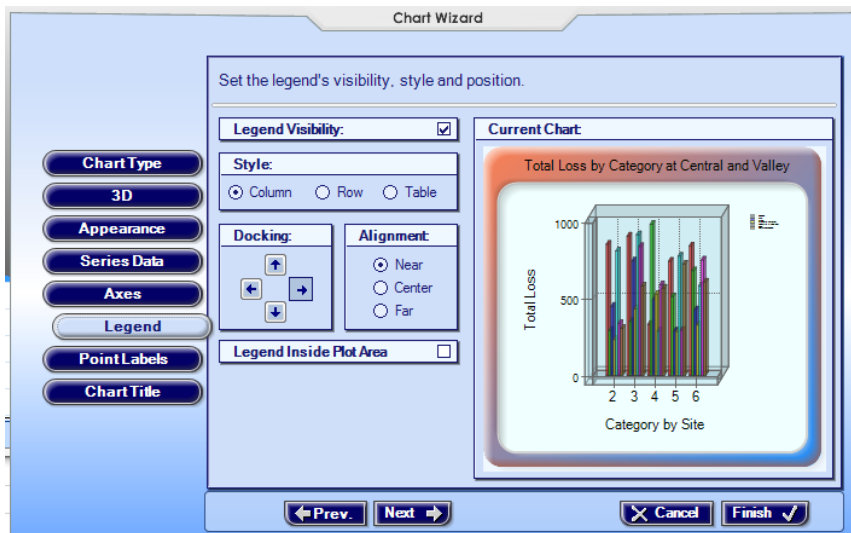 Chart Wizard
Set the legend's visibility, style and position.
Legend Visibility:
Current Chart:
Chart Type
3D
Appearance
Series Data
Axes
Legend
Point Labels
Chart Title
Style:
Column Row Table
Docking:
Alignment:
Near
Center
Far
Legend Inside Plot Area
Total Loss by Category at Central and Valley
1000
500
0
Total Loss
2 3 4 5 6
Category by Site
Prev. Next Cancel Finish